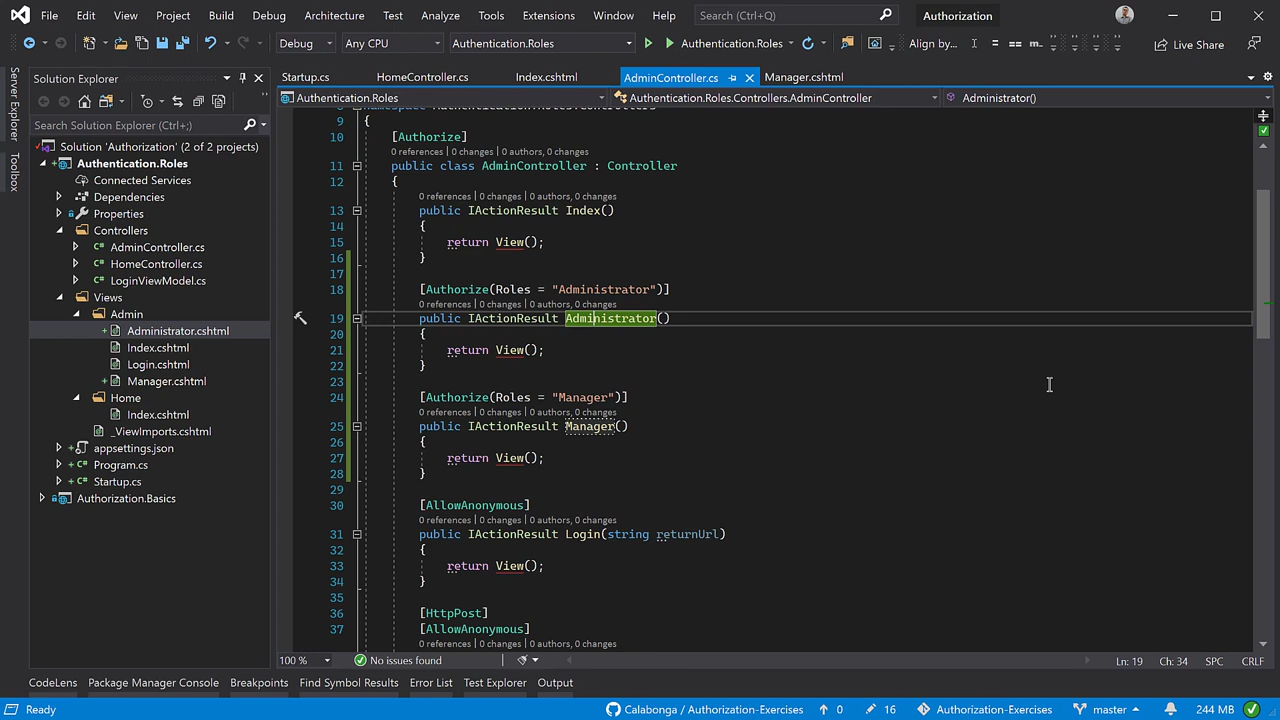 File Edit View Project Build Debug Architecture Test Analyze Tools Extensions Window Help Search (Ctrl+Q) Authorization
Debug Any CPU Authentication.Roles Authentication.Roles Align by... Live Share
Server Explorer
Toolbox
Solution Explorer
Search Solution Explorer (Ctrl+;)
Solution 'Authorization' (2 of 2 projects)
Authentication.Roles
Connected Services
Dependencies
Properties
Controllers
AdminController.cs
HomeController.cs
LoginViewModel.cs
Views
Admin
Administrator.cshtml
Index.cshtml
Login.cshtml
Manager.cshtml
Home
Index.cshtml
_ViewImports.cshtml
appsettings.json
Program.cs
Startup.cs
Authorization.Basics
Startup.cs HomeController.cs Index.cshtml AdminController.cs Manager.cshtml
Authentication.Roles Authentication.Roles.Controllers.AdminController Administrator()
9 {
10 [Authorize]
0 references | 0 changes | 0 authors, 0 changes
11 public class AdminController : Controller
12 {
0 references | 0 changes | 0 authors, 0 changes
13 public IActionResult Index()
14 {
15 return View();
16 }
17
18 [Authorize(Roles = "Administrator")]
0 references | 0 changes | 0 authors, 0 changes
19 public IActionResult Administrator()
20 {
21 return View();
22 }
23
24 [Authorize(Roles = "Manager")]
0 references | 0 changes | 0 authors, 0 changes
25 public IActionResult Manager()
26 {
27 return View();
28 }
29
30 [AllowAnonymous]
0 references | 0 changes | 0 authors, 0 changes
31 public IActionResult Login(string returnUrl)
32 {
33 return View();
34 }
35
36 [HttpPost]
37 [AllowAnonymous]
0 references | 0 changes | 0 authors, 0 changes
100 % No issues found Ln: 19 Ch: 34 SPC CRLF
CodeLens Package Manager Console Breakpoints Find Symbol Results Error List Test Explorer Output
Ready Calabonga / Authorization-Exercises 0 16 Authorization-Exercises master 244 MB